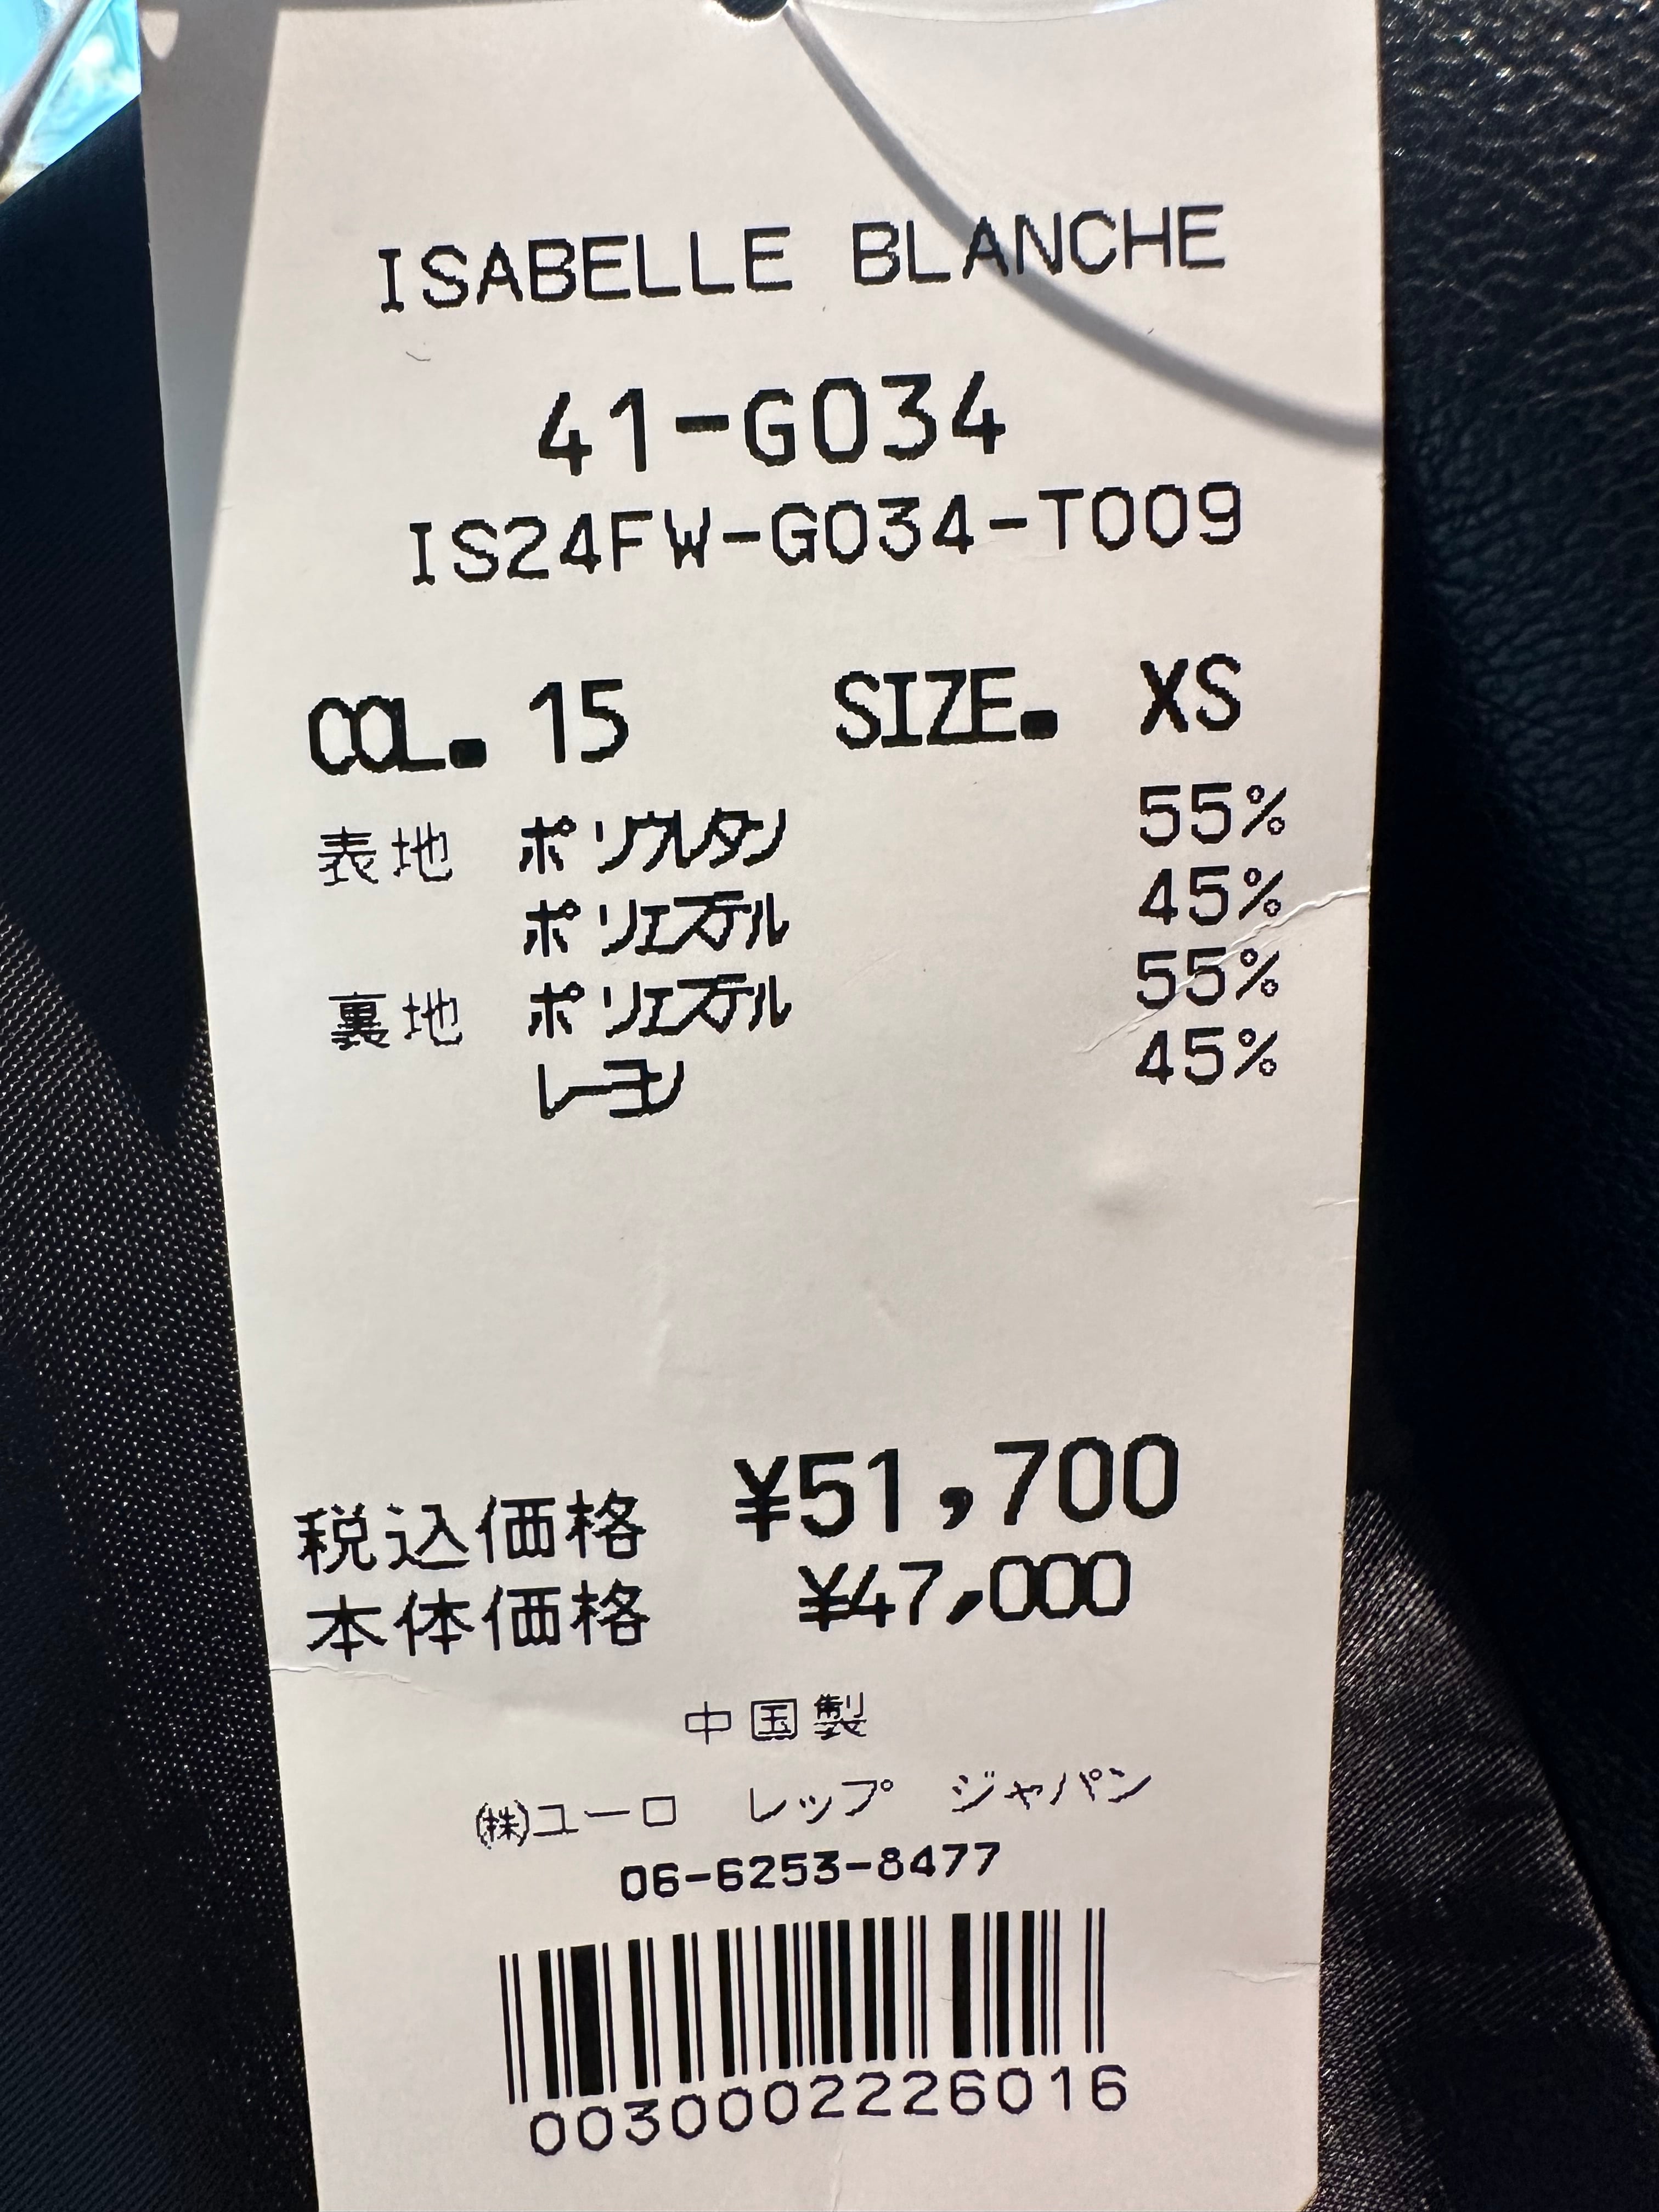 ISABELLE BLANCHE
41-G034
IS24FW-G034-T009
COL. 15 SIZE. XS
表地 ポリウレタン 55%
ポリエステル 45%
裏地 ポリエステル 55%
レーヨン 45%
税込価格 ¥51,700
本体価格 ¥47,000
中国製
㈱ユーロ レップ ジャパン
06-6253-8477
0030002226016